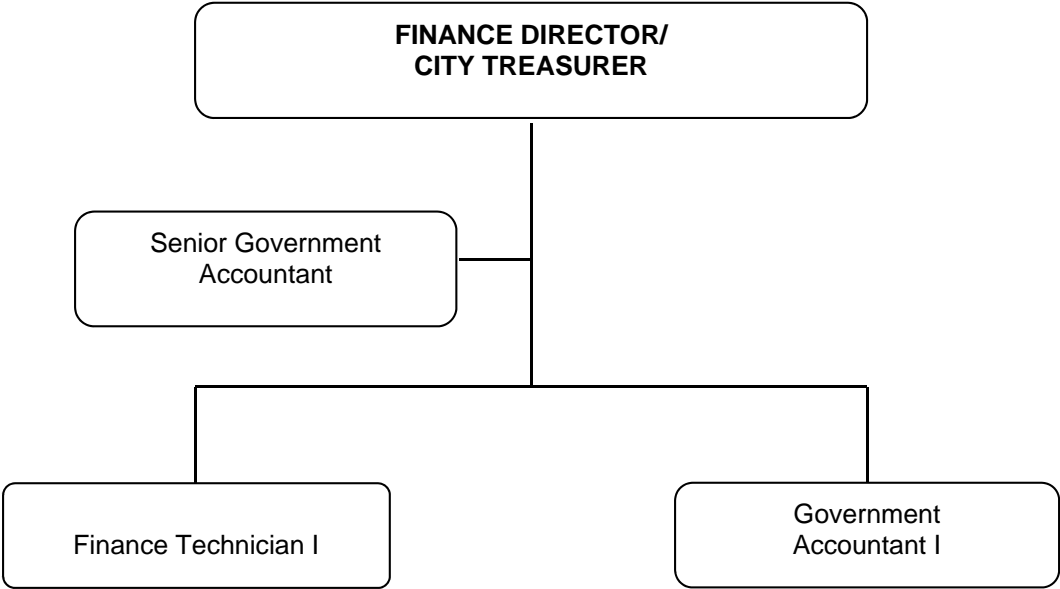 FINANCE DIRECTOR/
CITY TREASURER
Senior Government
Accountant
Finance Technician I
Government
Accountant I